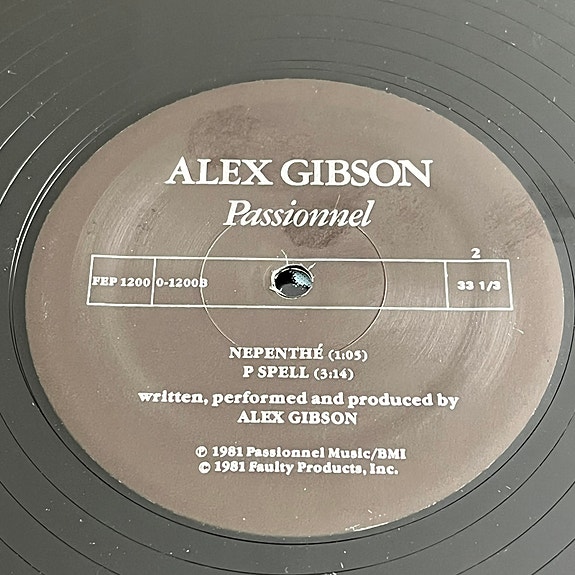 ALEX GIBSON
Passionnel
2
FEP 1200 0-1200B 33 1/3
NEPENTHÉ (1:05)
P SPELL (3:14)
written, performed and produced by
ALEX GIBSON
℗ 1981 Passionnel Music/BMI
© 1981 Faulty Products, Inc.